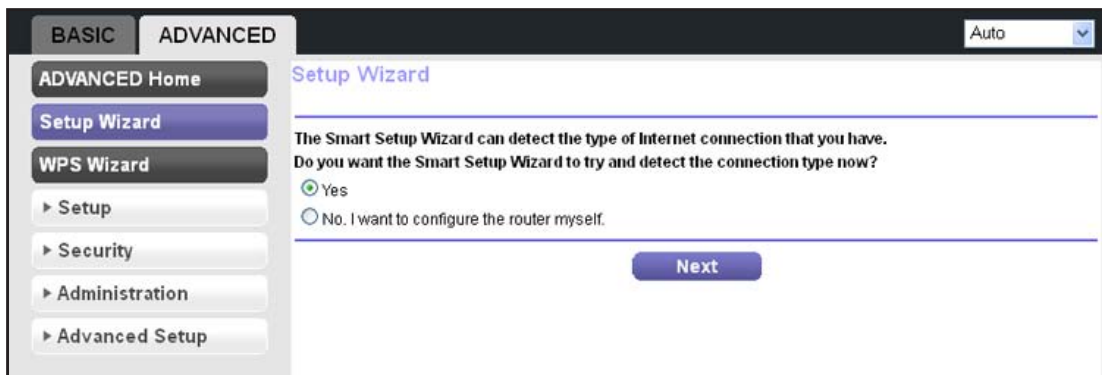 BASIC
ADVANCED
Auto
ADVANCED Home
Setup Wizard
WPS Wizard
Setup
Security
Administration
Advanced Setup
Setup Wizard
The Smart Setup Wizard can detect the type of Internet connection that you have.
Do you want the Smart Setup Wizard to try and detect the connection type now?
Yes
No. I want to configure the router myself.
Next